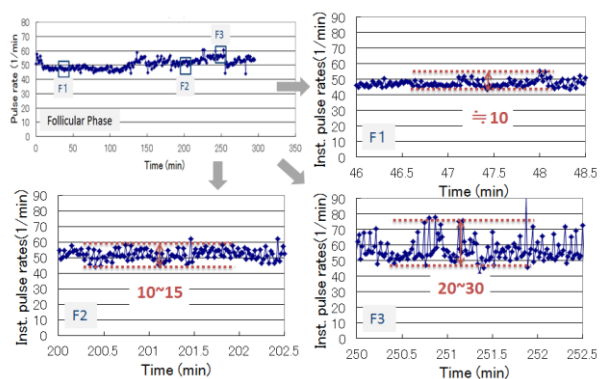 Pulse rate (1/min
80
70
60
50
40
30
20
10
0
F1
F2
F3
Follicular Phase
0 50 100 150 200 250 300 350
Time (min)
Inst. pulse rates(1/min)
90
80
70
60
50
40
30
20
10
0
≒10
F1
46 46.5 47 47.5 48 48.5
Time (min)
Inst. pulse rates(1/min)
90
80
70
60
50
40
30
20
10
0
10~15
F2
200 200.5 201 201.5 202 202.5
Time (min)
Inst. pulse rates(1/min)
90
80
70
60
50
40
30
20
10
0
20~30
F3
250 250.5 251 251.5 252 252.5
Time (min)